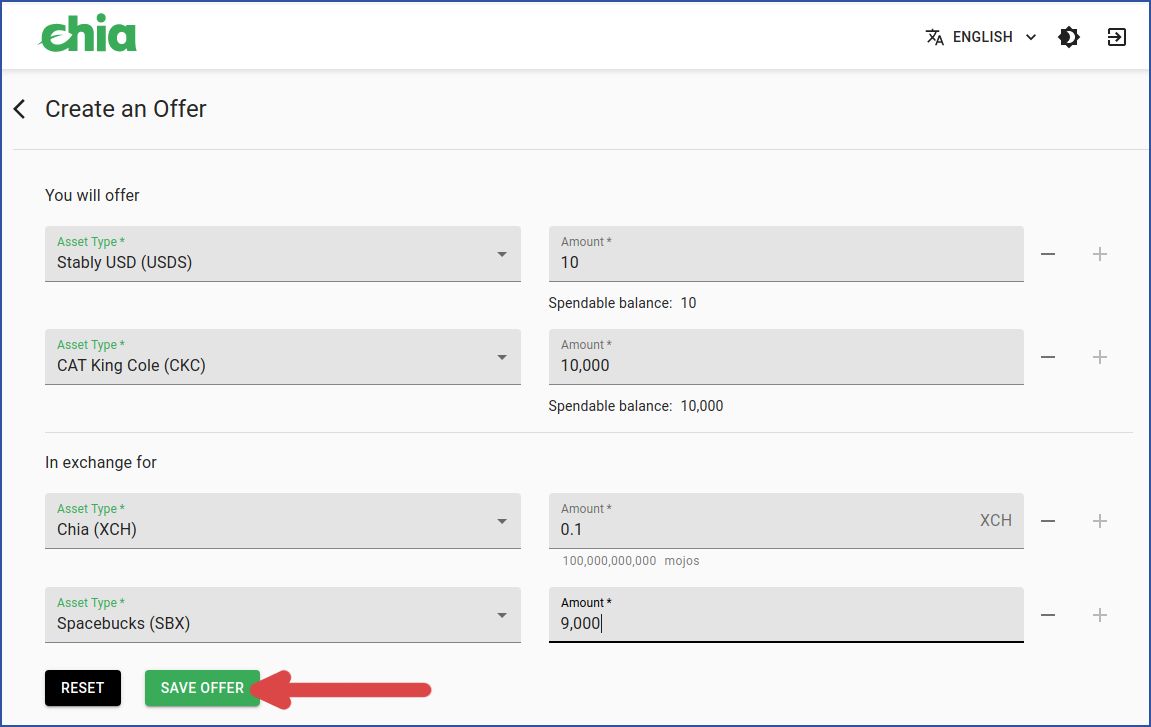 chia
ENGLISH
Create an Offer
You will offer
Asset Type *
Stably USD (USDS)
Amount *
10
Spendable balance: 10
Asset Type *
CAT King Cole (CKC)
Amount *
10,000
Spendable balance: 10,000
In exchange for
Asset Type *
Chia (XCH)
Amount *
0.1
XCH
100,000,000,000 mojos
Asset Type *
Spacebucks (SBX)
Amount *
9,000
RESET
SAVE OFFER